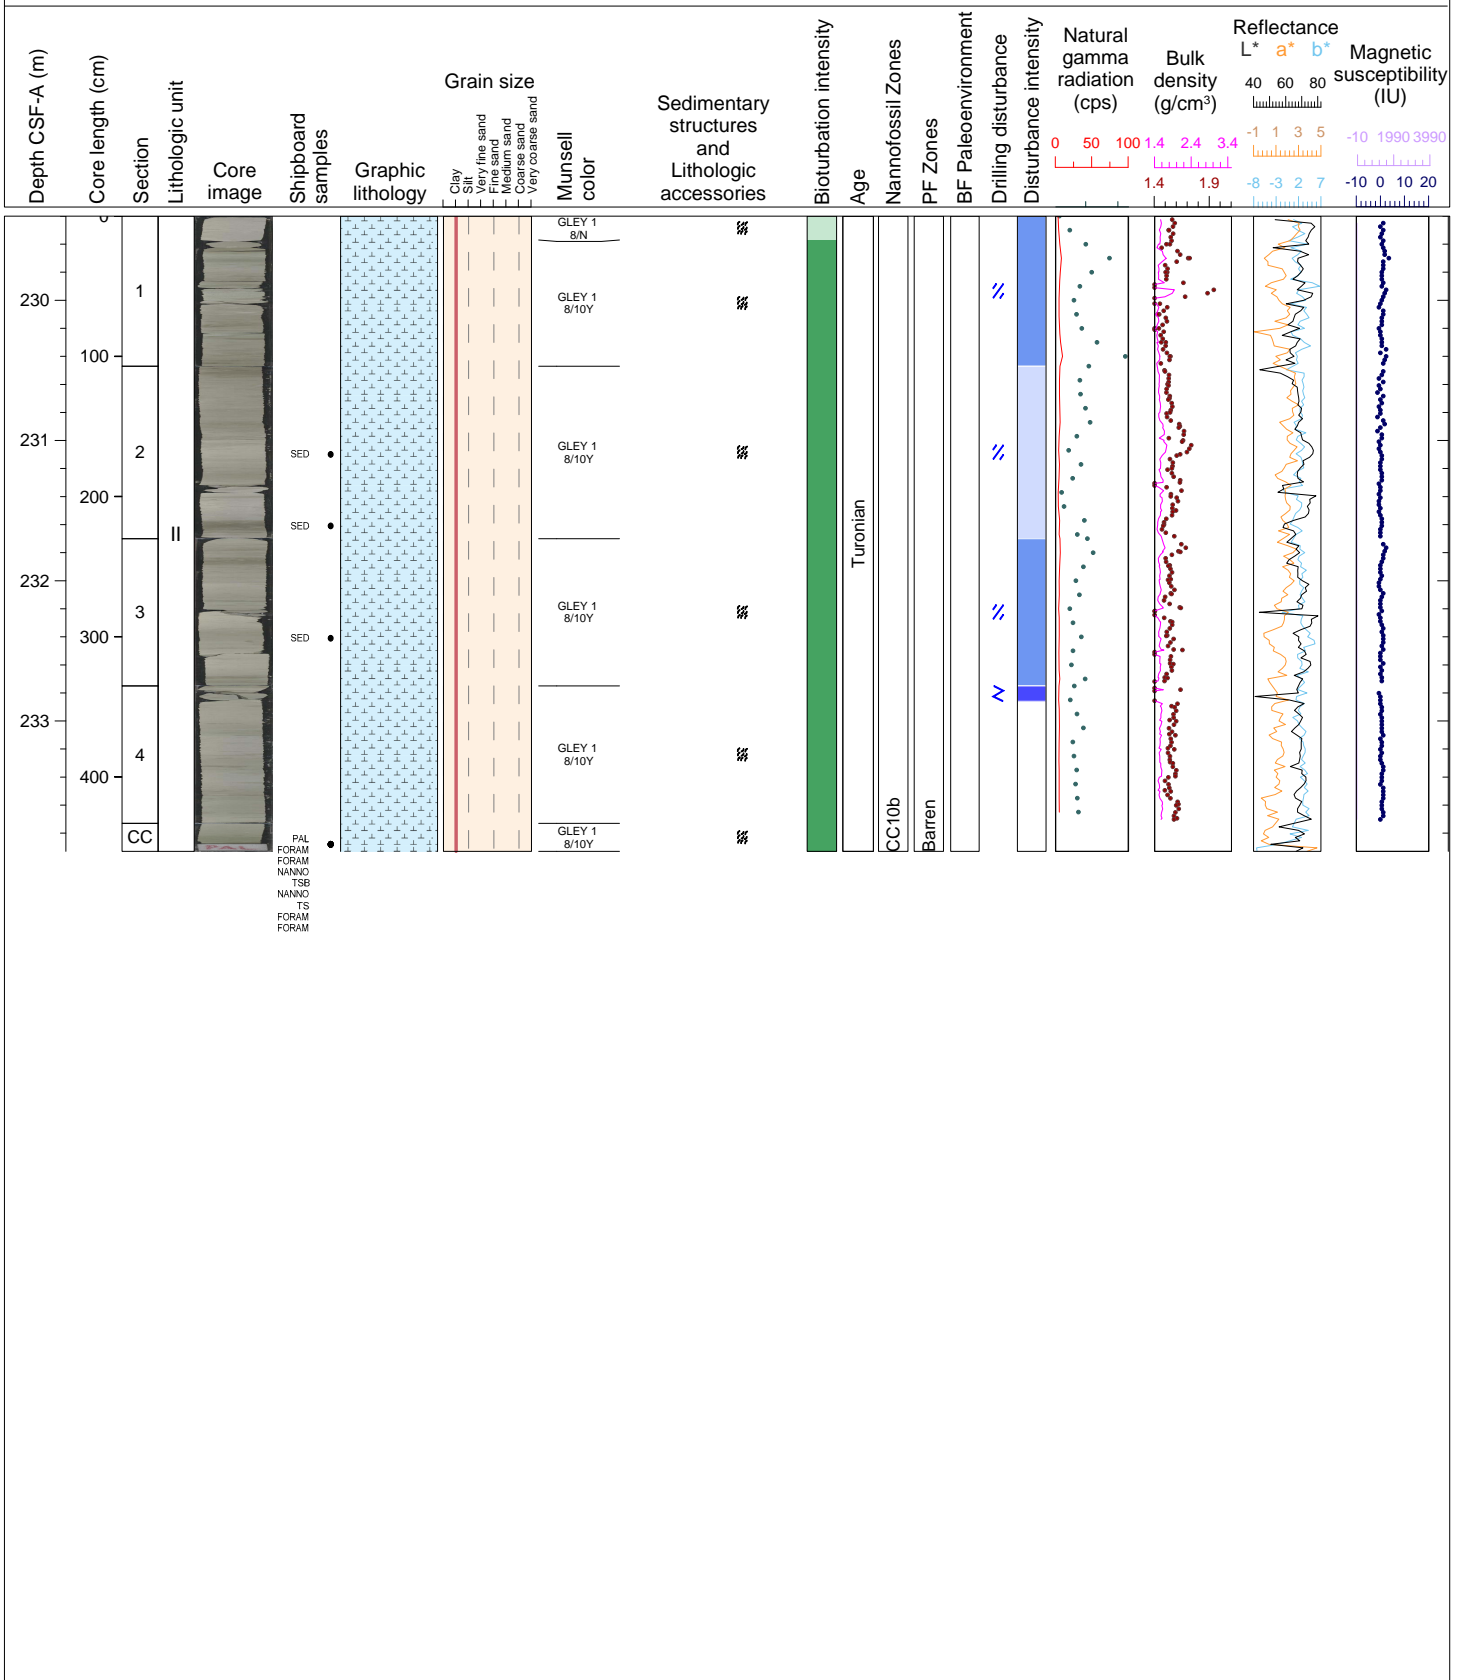 Depth CSF-A (m)
Core length (cm)
Section
Lithologic unit
Core
image
Shipboard
samples
Graphic
lithology
Grain size
Clay
Silt
Very fine sand
Fine sand
Medium sand
Coarse sand
Very coarse sand
Munsell
color
Sedimentary
structures
and
Lithologic
accessories
Bioturbation intensity
Age
Nannofossil Zones
PF Zones
BF Paleoenvironment
Drilling disturbance
Disturbance intensity
Natural
gamma
radiation
(cps)
0 50 100
Bulk
density
(g/cm³)
1.4 2.4 3.4
1.4 1.9
Reflectance
L* a* b*
40 60 80
-1 1 3 5
-8 -3 2 7
Magnetic
susceptibility
(IU)
-10 1990 3990
-10 0 10 20
230
231
232
233
0
100
200
300
400
1
2
3
4
CC
II
SED
SED
SED
PAL
FORAM
FORAM
NANNO
TSB
NANNO
TS
FORAM
FORAM
PAL
GLEY 1
8/N
GLEY 1
8/10Y
GLEY 1
8/10Y
GLEY 1
8/10Y
GLEY 1
8/10Y
GLEY 1
8/10Y
Turonian
CC10b
Barren